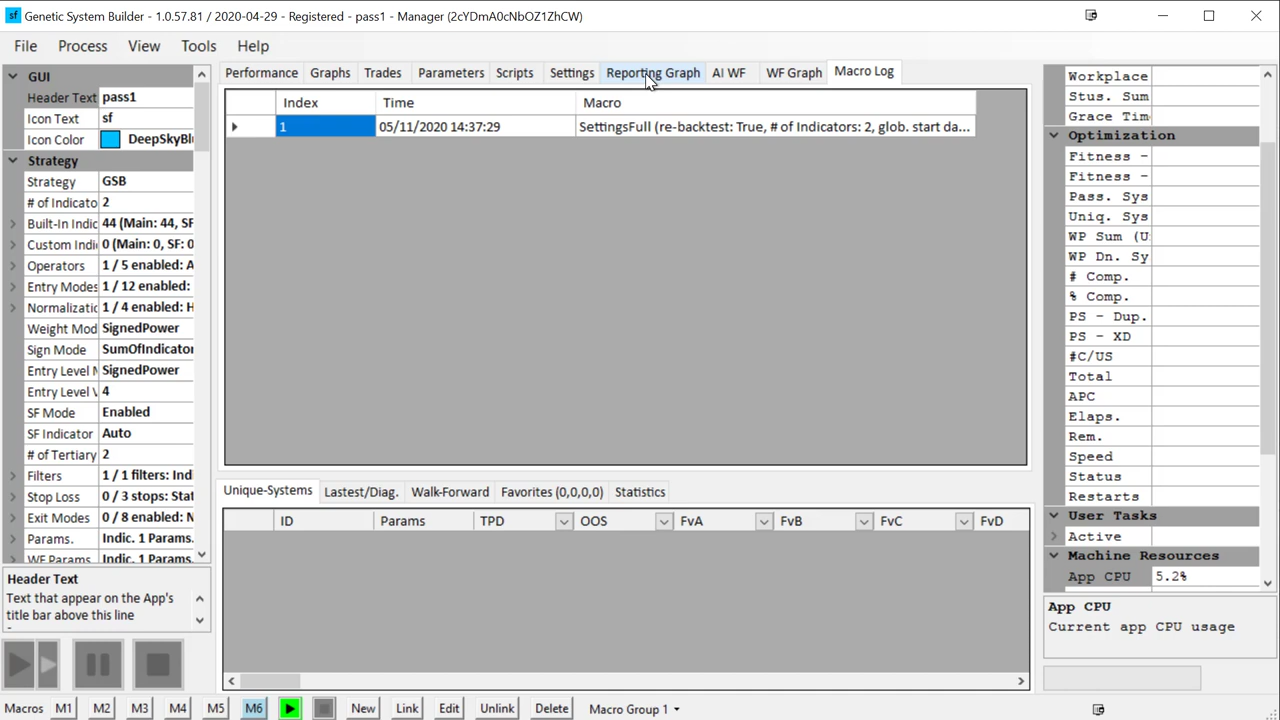 sf Genetic System Builder - 1.0.57.81 / 2020-04-29 - Registered - pass1 - Manager (2cYDmA0cNbOZ1ZhCW)
File Process View Tools Help
GUI
Header Text pass1
Icon Text sf
Icon Color DeepSkyBl
Strategy
Strategy GSB
# of Indicato 2
Built-In Indic 44 (Main: 44, SF
Custom Indi 0 (Main: 0, SF: 0
Operators 1 / 5 enabled: A
Entry Modes 1 / 12 enabled:
Normalizatic 1 / 4 enabled: H
Weight Mod SignedPower
Sign Mode SumOfIndicator
Entry Level M SignedPower
Entry Level V 4
SF Mode Enabled
SF Indicator Auto
# of Tertiary 2
Filters 1 / 1 filters: Indi
Stop Loss 0 / 3 stops: Stat
Exit Modes 0 / 8 enabled: N
Params. Indic. 1 Params.
WF Params Indic. 1 Params.
Header Text
Text that appear on the App's
title bar above this line
Performance Graphs Trades Parameters Scripts Settings Reporting Graph AI WF WF Graph Macro Log
Index Time Macro
1 05/11/2020 14:37:29 SettingsFull (re-backtest: True, # of Indicators: 2, glob. start da...
Unique-Systems Lastest/Diag. Walk-Forward Favorites (0,0,0,0) Statistics
ID Params TPD OOS FvA FvB FvC FvD
Workplace
Stus. Sum
Grace Tim
Optimization
Fitness -
Fitness -
Pass. Sys
Uniq. Sys
WP Sum (U
WP Dn. Sy
# Comp.
% Comp.
PS - Dup.
PS - XD
#C/US
Total
APC
Elaps.
Rem.
Speed
Status
Restarts
User Tasks
Active
Machine Resources
App CPU 5.2%
App CPU
Current app CPU usage
Macros M1 M2 M3 M4 M5 M6 New Link Edit Unlink Delete Macro Group 1